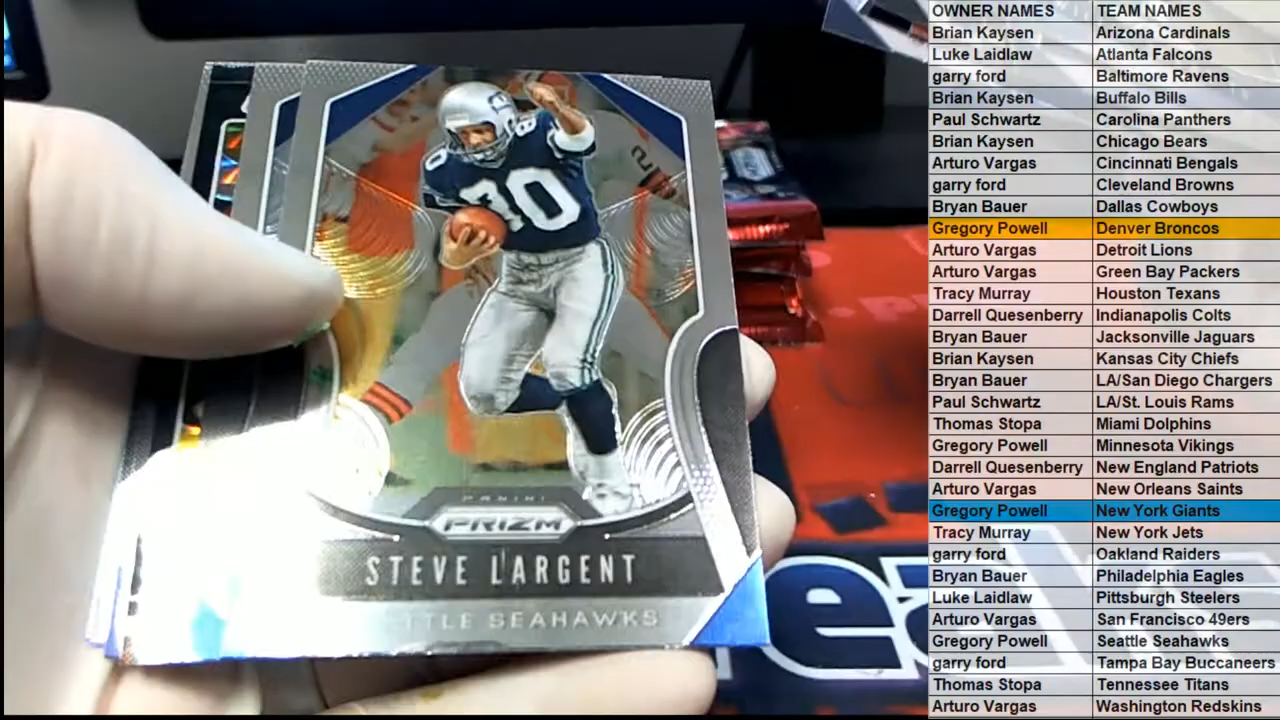 80
2
PANINI
PRIZM
STEVE LARGENT
TTLE SEAHAWKS
OWNER NAMES TEAM NAMES
Brian Kaysen Arizona Cardinals
Luke Laidlaw Atlanta Falcons
garry ford Baltimore Ravens
Brian Kaysen Buffalo Bills
Paul Schwartz Carolina Panthers
Brian Kaysen Chicago Bears
Arturo Vargas Cincinnati Bengals
garry ford Cleveland Browns
Bryan Bauer Dallas Cowboys
Gregory Powell Denver Broncos
Arturo Vargas Detroit Lions
Arturo Vargas Green Bay Packers
Tracy Murray Houston Texans
Darrell Quesenberry Indianapolis Colts
Bryan Bauer Jacksonville Jaguars
Brian Kaysen Kansas City Chiefs
Bryan Bauer LA/San Diego Chargers
Paul Schwartz LA/St. Louis Rams
Thomas Stopa Miami Dolphins
Gregory Powell Minnesota Vikings
Darrell Quesenberry New England Patriots
Arturo Vargas New Orleans Saints
Gregory Powell New York Giants
Tracy Murray New York Jets
garry ford Oakland Raiders
Bryan Bauer Philadelphia Eagles
Luke Laidlaw Pittsburgh Steelers
Arturo Vargas San Francisco 49ers
Gregory Powell Seattle Seahawks
garry ford Tampa Bay Buccaneers
Thomas Stopa Tennessee Titans
Arturo Vargas Washington Redskins